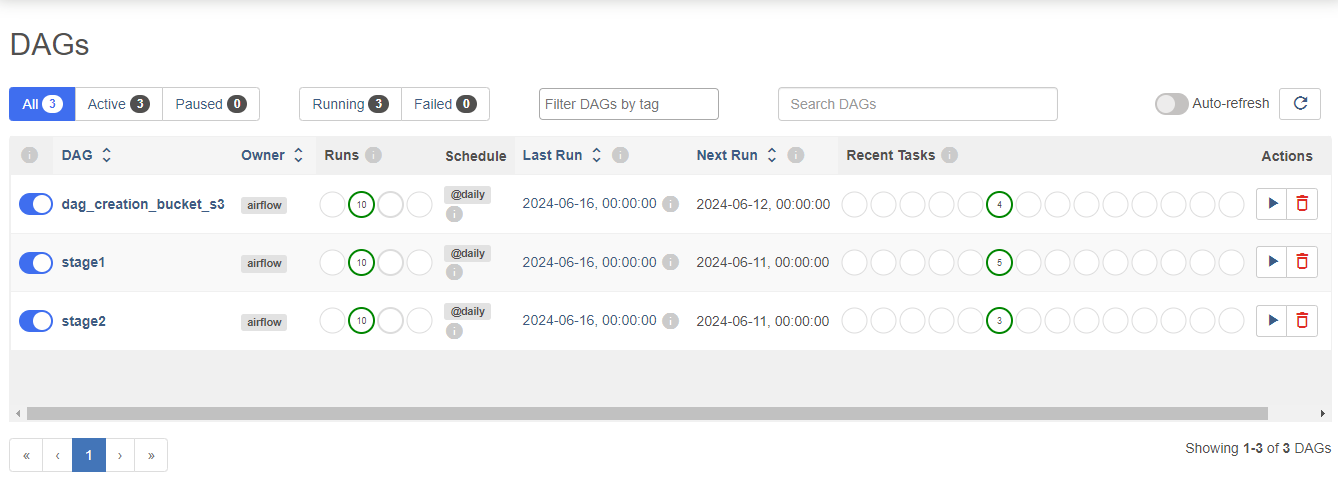 DAGs
All 3 Active 3 Paused 0 Running 3 Failed 0 Filter DAGs by tag Search DAGs Auto-refresh
i DAG Owner Runs i Schedule Last Run i Next Run i Recent Tasks i Actions
dag_creation_bucket_s3 airflow 10 @daily i 2024-06-16, 00:00:00 i 2024-06-12, 00:00:00 4
stage1 airflow 10 @daily i 2024-06-16, 00:00:00 i 2024-06-11, 00:00:00 5
stage2 airflow 10 @daily i 2024-06-16, 00:00:00 i 2024-06-11, 00:00:00 3
« ‹ 1 › » Showing 1-3 of 3 DAGs